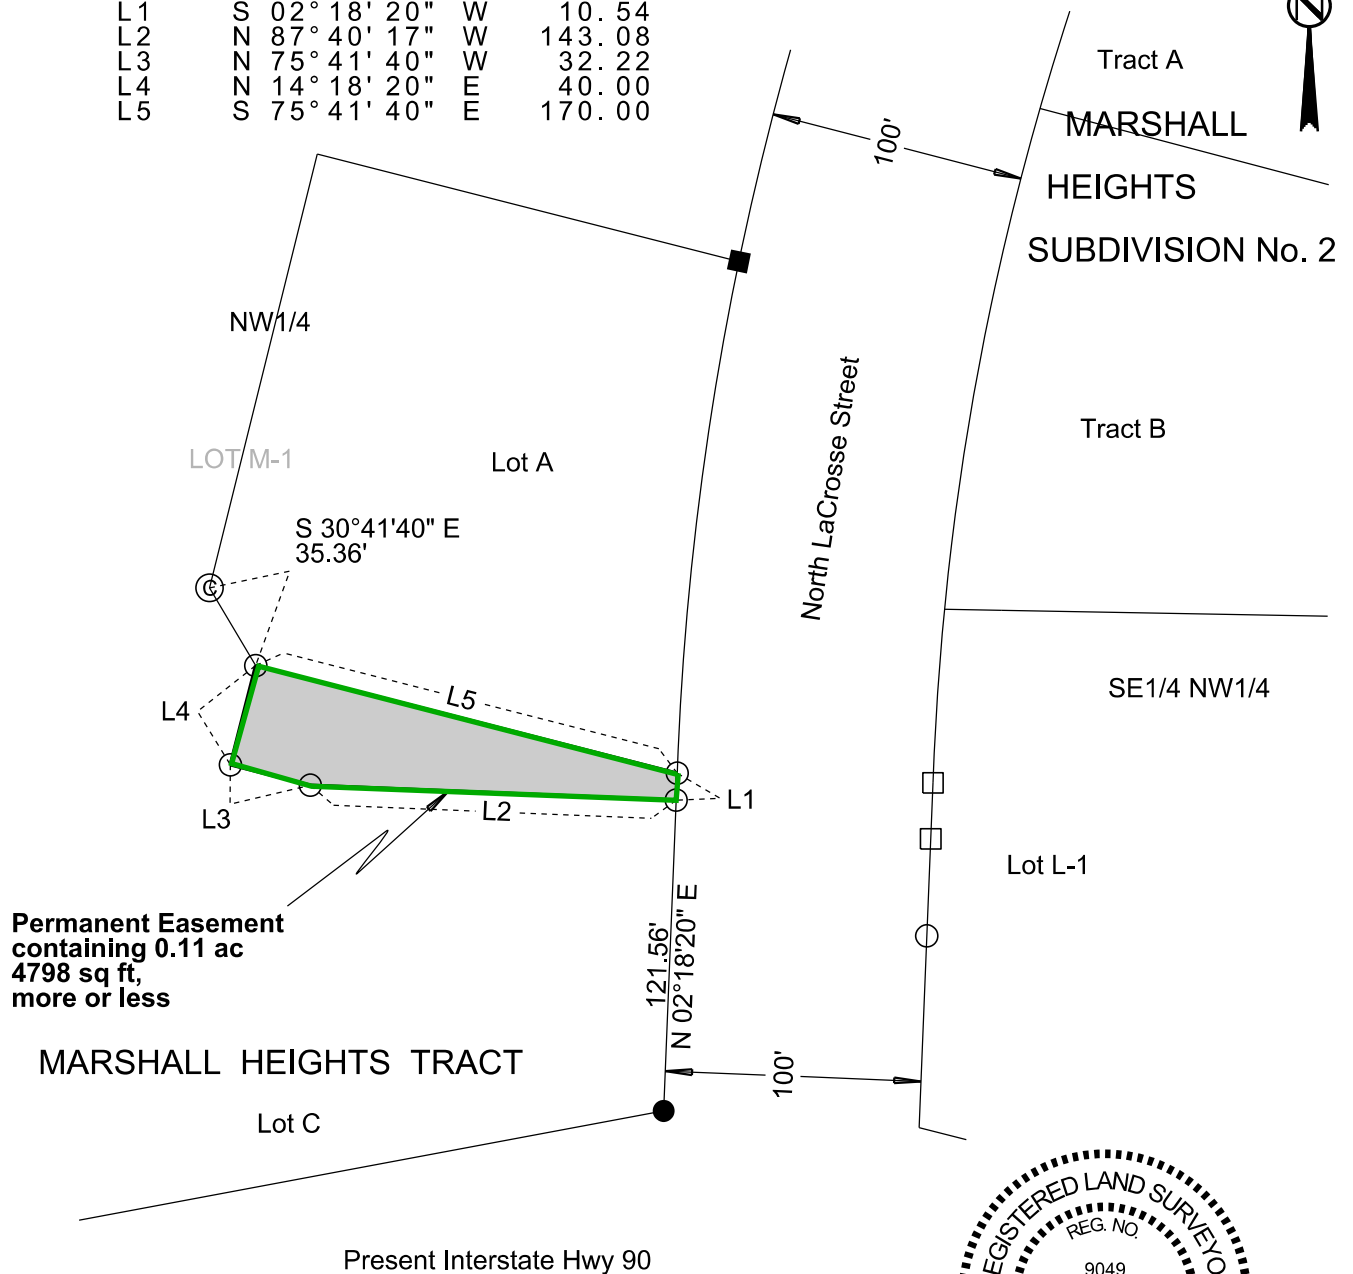 L1 S 02° 18' 20" W 10.54
L2 N 87° 40' 17" W 143.08
L3 N 75° 41' 40" W 32.22
L4 N 14° 18' 20" E 40.00
L5 S 75° 41' 40" E 170.00
N
Tract A
MARSHALL
HEIGHTS
SUBDIVISION No. 2
100'
NW1/4
LOT M-1
Lot A
North LaCrosse Street
Tract B
S 30°41'40" E
35.36'
C
L5
L4
SE1/4 NW1/4
L3
L2
L1
Lot L-1
Permanent Easement
containing 0.11 ac
4798 sq ft,
more or less
121.56'
N 02°18'20" E
MARSHALL HEIGHTS TRACT
100'
Lot C
Present Interstate Hwy 90
EGISTERED LAND SURVEYO
REG. NO.
9049